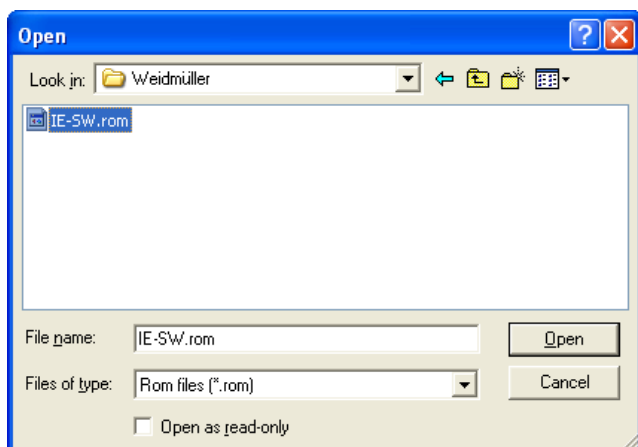 Open
Look in: Weidmüller
IE-SW.rom
File name: IE-SW.rom Open
Files of type: Rom files (*.rom) Cancel
Open as read-only